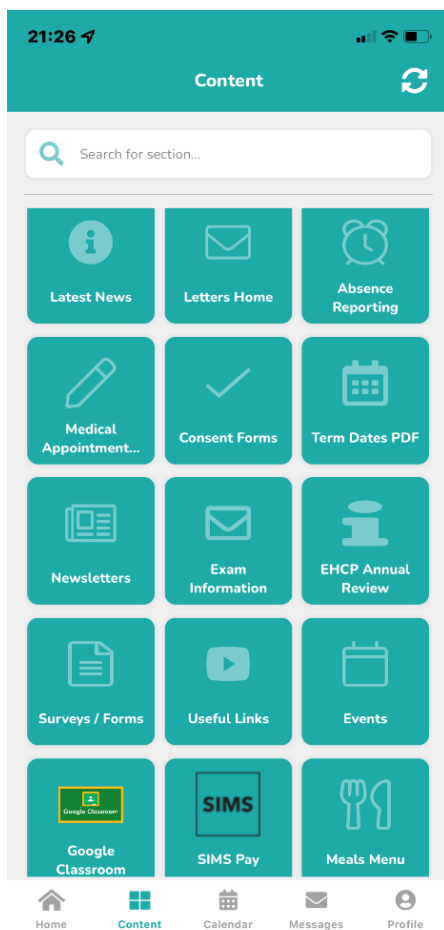 21:26
Content
Search for section...
Latest News
Letters Home
Absence
Reporting
Medical
Appointment...
Consent Forms
Term Dates PDF
Newsletters
Exam
Information
EHCP Annual
Review
Surveys / Forms
Useful Links
Events
Google Classroom
Google
Classroom
SIMS
SIMS Pay
Meals Menu
Home
Content
Calendar
Messages
Profile